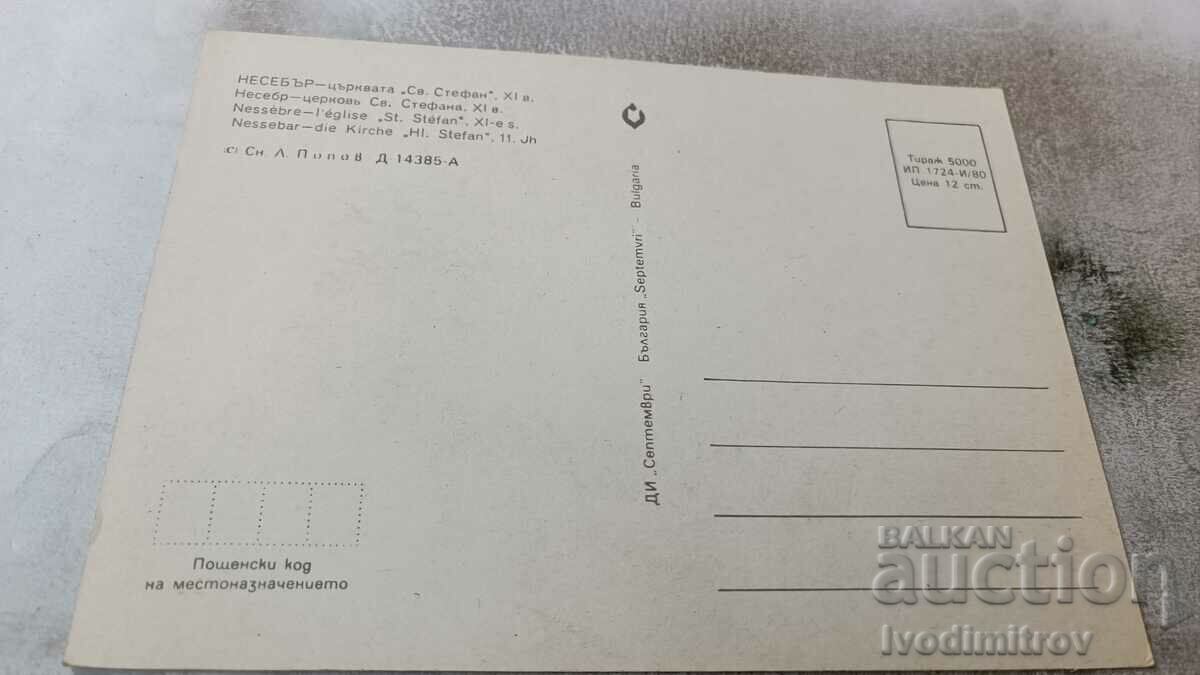 НЕСЕБЪР—църквата „Св. Стефан", XI в.
Несебр—церковь Св. Стефана, XI в.
Nessèbre—l'église „St. Stéfan", XI-e s.
Nessebar—die Kirche „Hl. Stefan", 11. Jh
(C) Сн. Л. Попов Д 14385-А
ДИ „Септември" България „Septemvri" - Bulgaria
Тираж 5000
ИП 1724-И/80
Цена 12 ст.
Пощенски код
на местоназначението
BALKAN
auction
Ivodimitrov